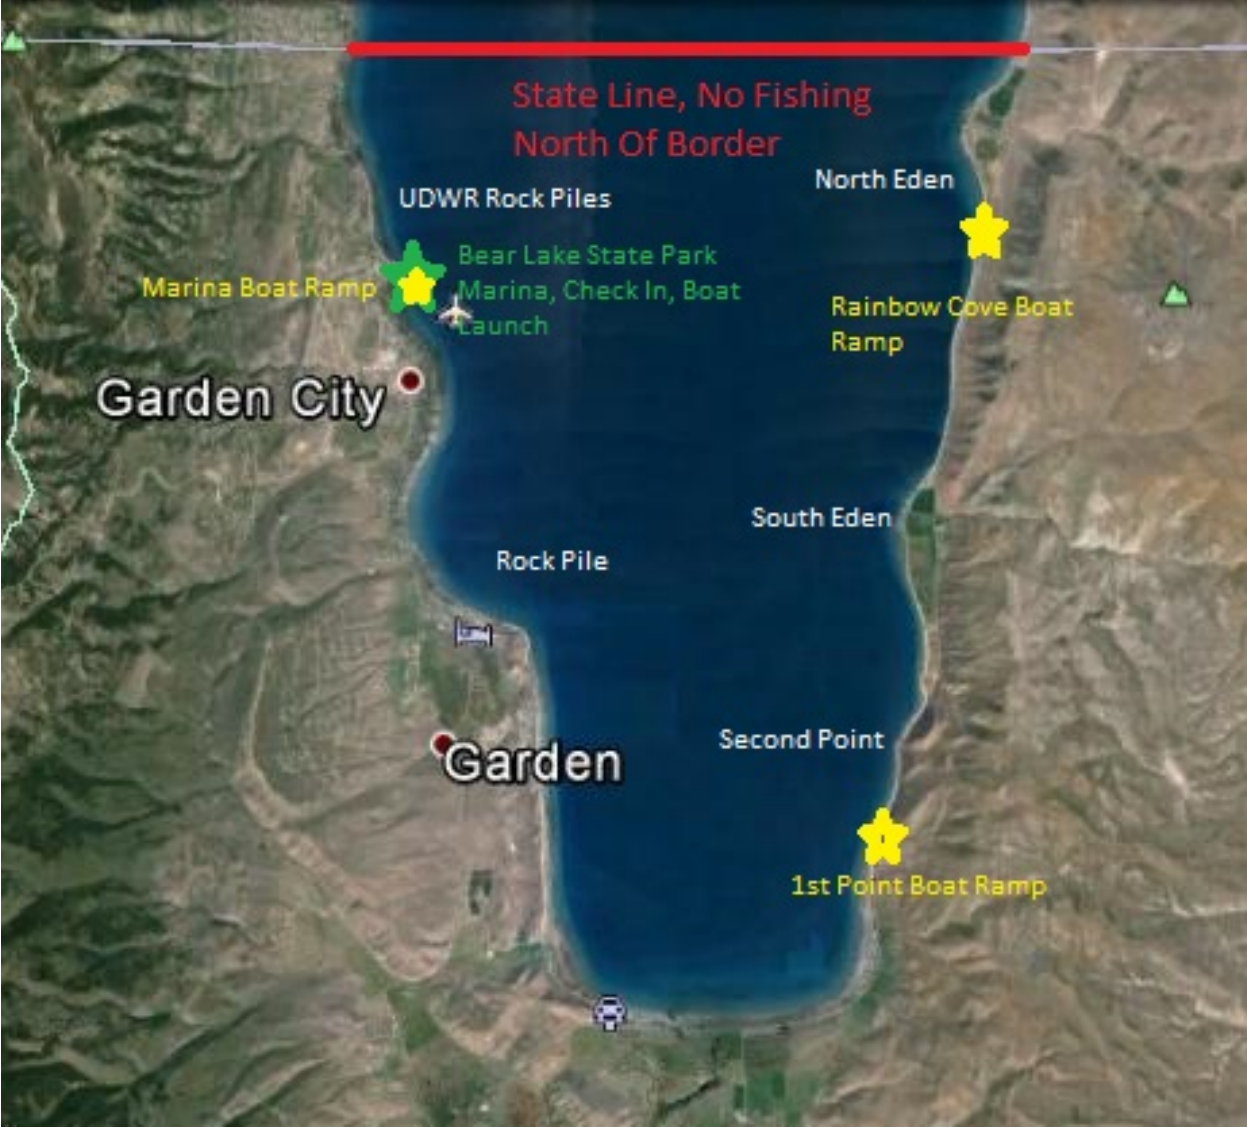 State Line, No Fishing
North Of Border
North Eden
UDWR Rock Piles
Bear Lake State Park
Marina, Check In, Boat
Launch
Marina Boat Ramp
Rainbow Cove Boat
Ramp
Garden City
South Eden
Rock Pile
Second Point
Garden
1st Point Boat Ramp